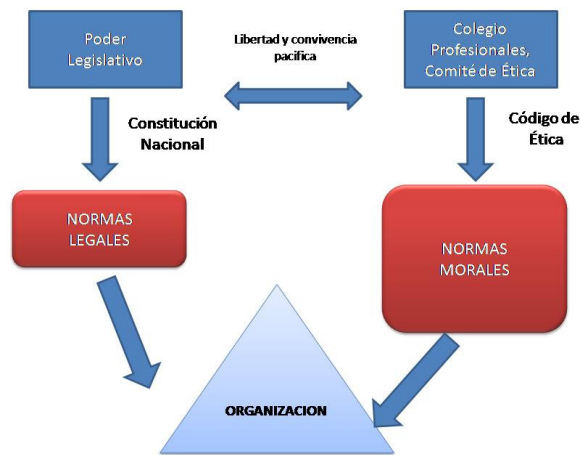 Poder
Legislativo
Libertad y convivencia
pacifica
Colegio
Profesionales,
Comité de Ética
Constitución
Nacional
Código de
Ética
NORMAS
LEGALES
NORMAS
MORALES
ORGANIZACION